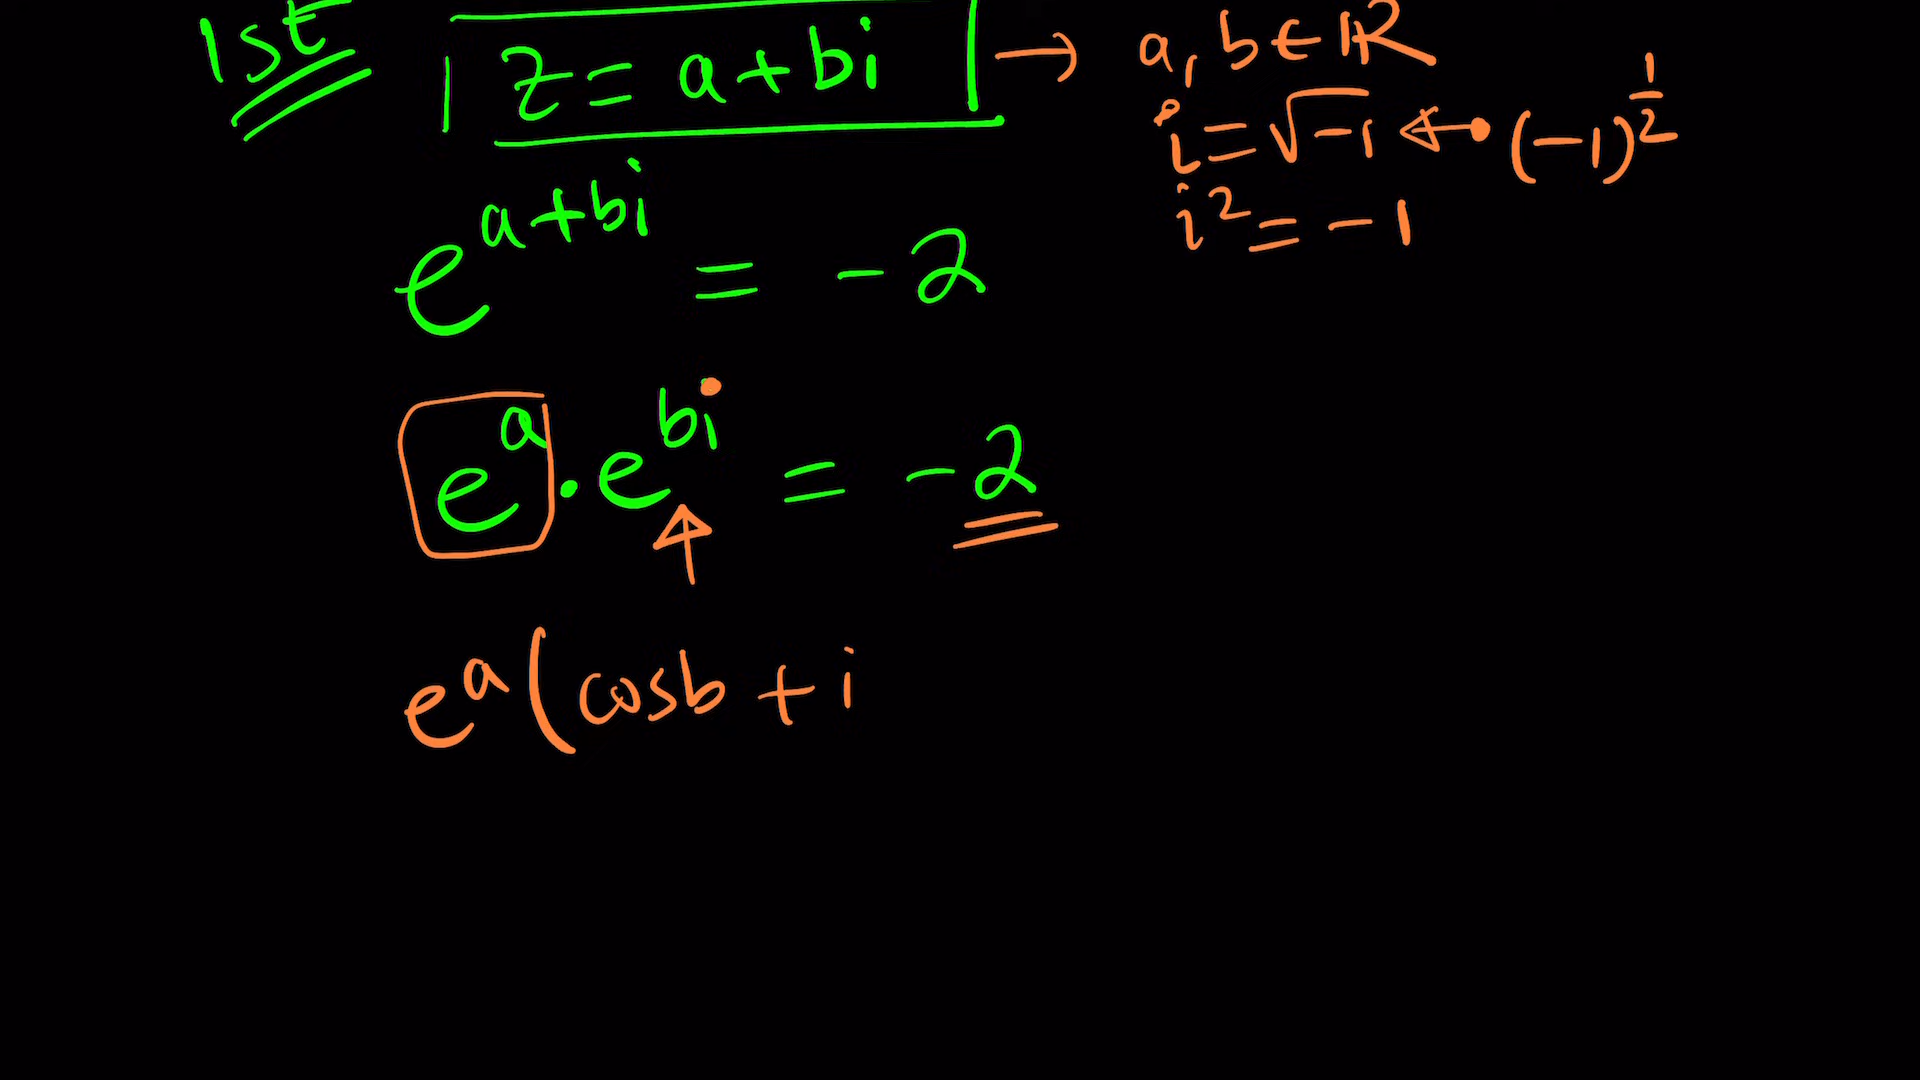 1st z = a + bi → a, b ∈ ℝ
i = √-1 ← (-1)^1/2
i² = -1
e^a+bi = -2
e^a · e^bi = -2
e^a (cosb + i